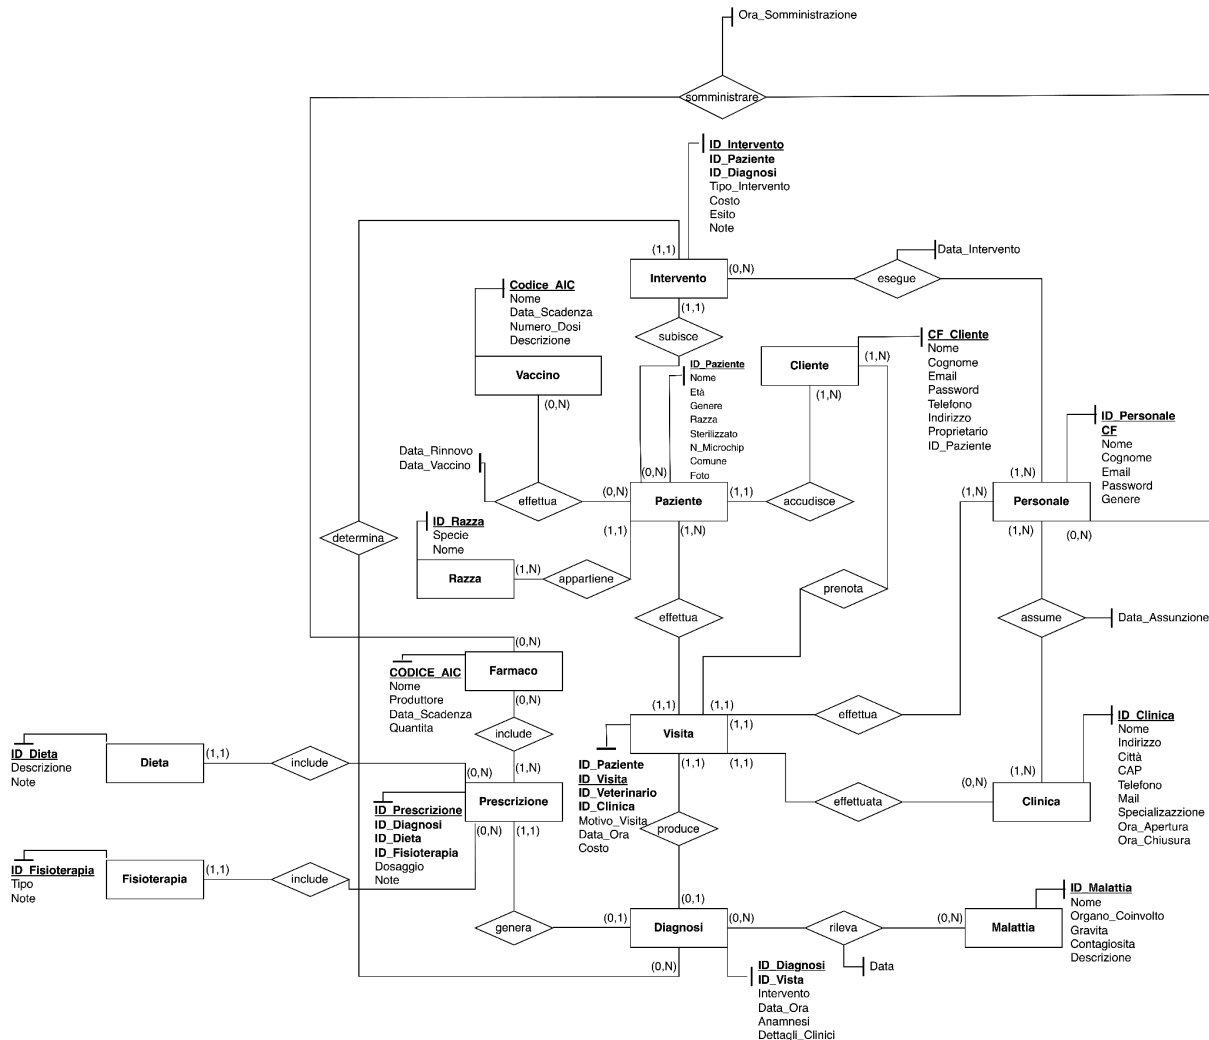 Ora_Somministrazione
somministrare
ID_Intervento
ID_Paziente
ID_Diagnosi
Tipo_Intervento
Costo
Esito
Note
(1,1)
Intervento
(0,N)
esegue
Data_Intervento
(1,1)
subisce
Codice_AIC
Nome
Data_Scadenza
Numero_Dosi
Descrizione
Vaccino
(0,N)
Cliente
(1,N)
(1,N)
CF_Cliente
Nome
Cognome
Email
Password
Telefono
Indirizzo
Proprietario
ID_Paziente
ID_Paziente
Nome
Età
Genere
Razza
Sterilizzato
N_Microchip
Comune
Foto
ID_Personale
CF
Nome
Cognome
Email
Password
Genere
Data_Rinnovo
Data_Vaccino
effettua
(0,N)
(0,N)
Paziente
(1,1)
accudisce
(1,N)
(1,N)
Personale
(1,N)
(0,N)
(1,1)
(1,N)
ID_Razza
Specie
Nome
Razza
(1,N)
appartiene
determina
prenota
effettua
assume
Data_Assunzione
(0,N)
CODICE_AIC
Nome
Produttore
Data_Scadenza
Quantita
Farmaco
(0,N)
include
(1,N)
(1,1)
(1,1)
Visita
(1,1)
effettua
(1,1)
(1,1)
effettuata
(0,N)
(1,N)
Clinica
ID_Clinica
Nome
Indirizzo
Città
CAP
Telefono
Mail
Specializazzione
Ora_Apertura
Ora_Chiusura
ID_Dieta
Descrizione
Note
Dieta
(1,1)
include
(0,N)
Prescrizione
ID_Prescrizione
ID_Diagnosi
ID_Dieta
ID_Fisioterapia
Dosaggio
Note
(0,N)
(1,1)
ID_Paziente
ID_Visita
ID_Veterinario
ID_Clinica
Motivo_Visita
Data_Ora
Costo
produce
ID_Fisioterapia
Tipo
Note
Fisioterapia
(1,1)
include
genera
(0,1)
(0,1)
Diagnosi
(0,N)
rileva
Data
(0,N)
Malattia
ID_Malattia
Nome
Organo_Coinvolto
Gravita
Contagiosita
Descrizione
(0,N)
ID_Diagnosi
ID_Vista
Intervento
Data_Ora
Anamnesi
Dettagli_Clinici